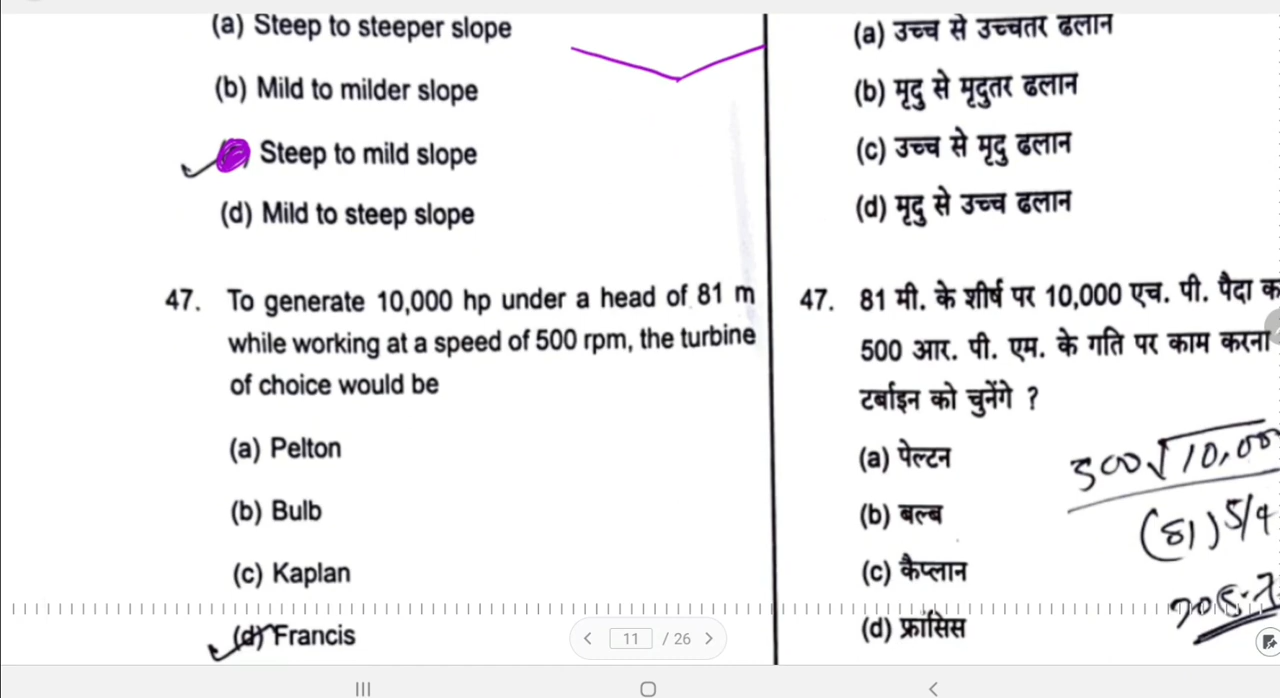 (a) Steep to steeper slope
(b) Mild to milder slope
Steep to mild slope
(d) Mild to steep slope
47. To generate 10,000 hp under a head of 81 m
while working at a speed of 500 rpm, the turbine
of choice would be
(a) Pelton
(b) Bulb
(c) Kaplan
(d) Francis
(a) उच्च से उच्चतर ढलान
(b) मृदु से मृदुतर ढलान
(c) उच्च से मृदु ढलान
(d) मृदु से उच्च ढलान
47. 81 मी. के शीर्ष पर 10,000 एच. पी. पैदा क
500 आर. पी. एम. के गति पर काम करना
टर्बाइन को चुनेंगे ?
(a) पेल्टन
(b) बल्ब
(c) कैप्लान
(d) फ्रांसिस
500√10,00
(81)5/4
11 / 26